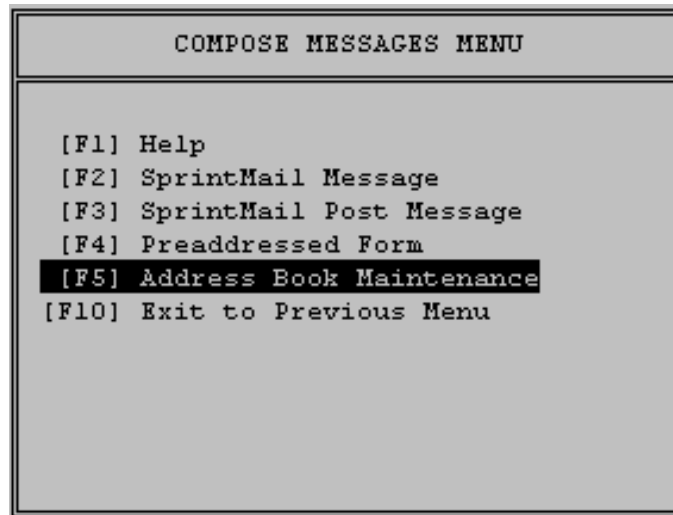 COMPOSE MESSAGES MENU
[F1] Help
[F2] SprintMail Message
[F3] SprintMail Post Message
[F4] Preaddressed Form
[F5] Address Book Maintenance
[F10] Exit to Previous Menu